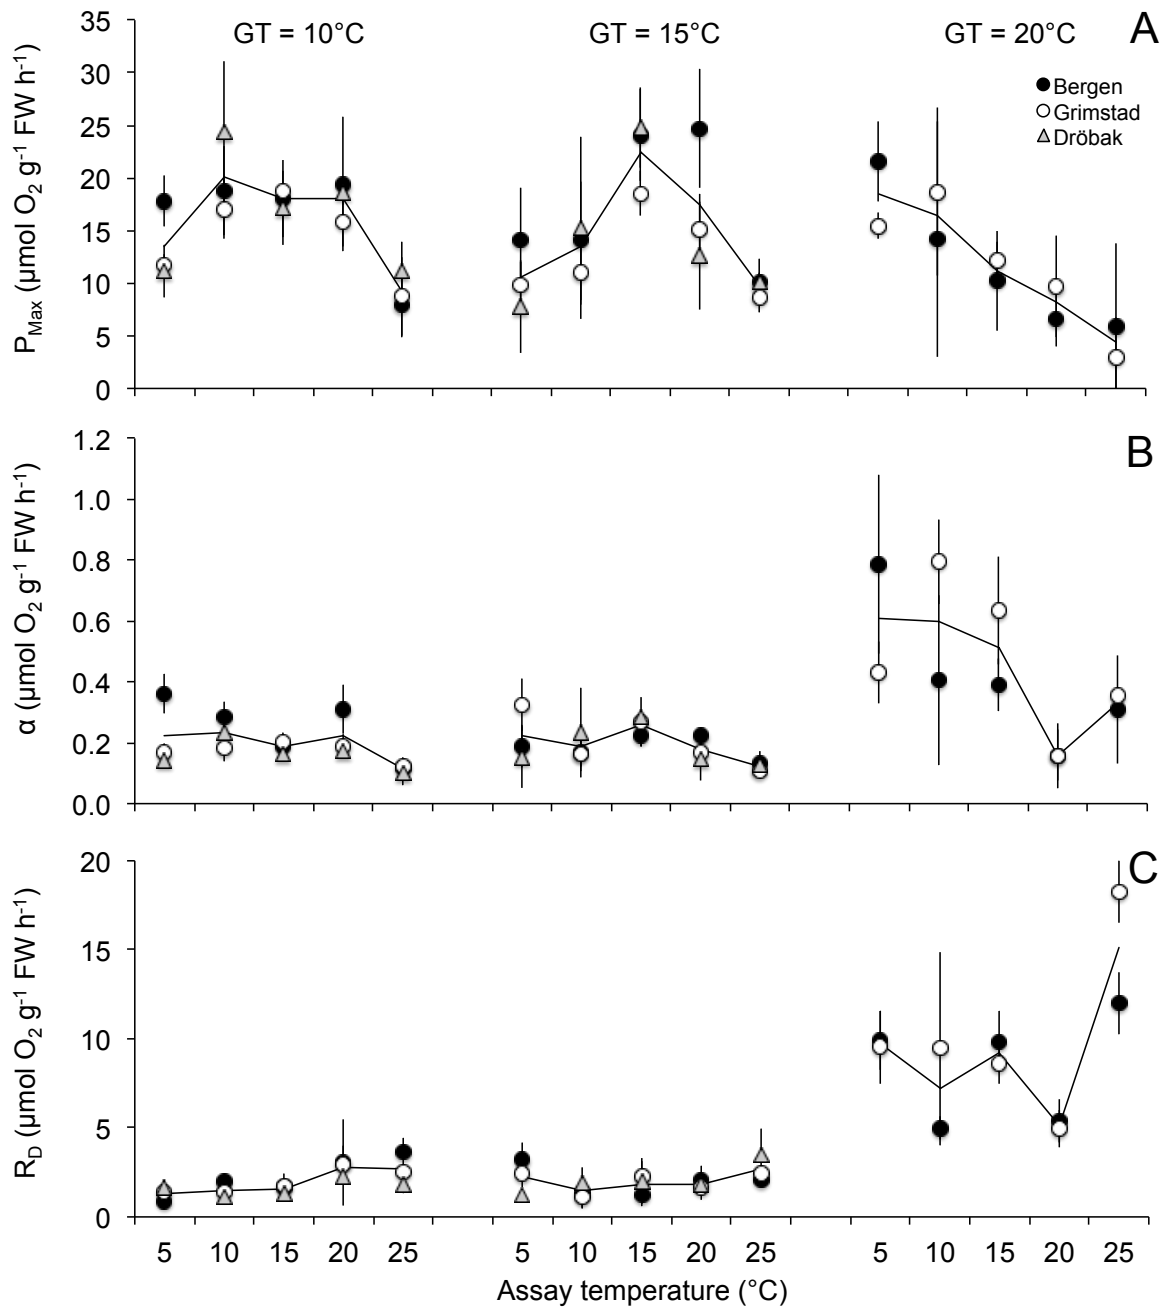 GT = 10°C GT = 15°C GT = 20°C A
Bergen
Grimstad
Dröbak
35
30
25
20
15
10
5
0
P_Max (µmol O₂ g⁻¹ FW h⁻¹)
B
1.2
1.0
0.8
0.6
0.4
0.2
0.0
α (µmol O₂ g⁻¹ FW h⁻¹)
C
20
15
10
5
0
R_D (µmol O₂ g⁻¹ FW h⁻¹)
5 10 15 20 25 5 10 15 20 25 5 10 15 20 25
Assay temperature (°C)